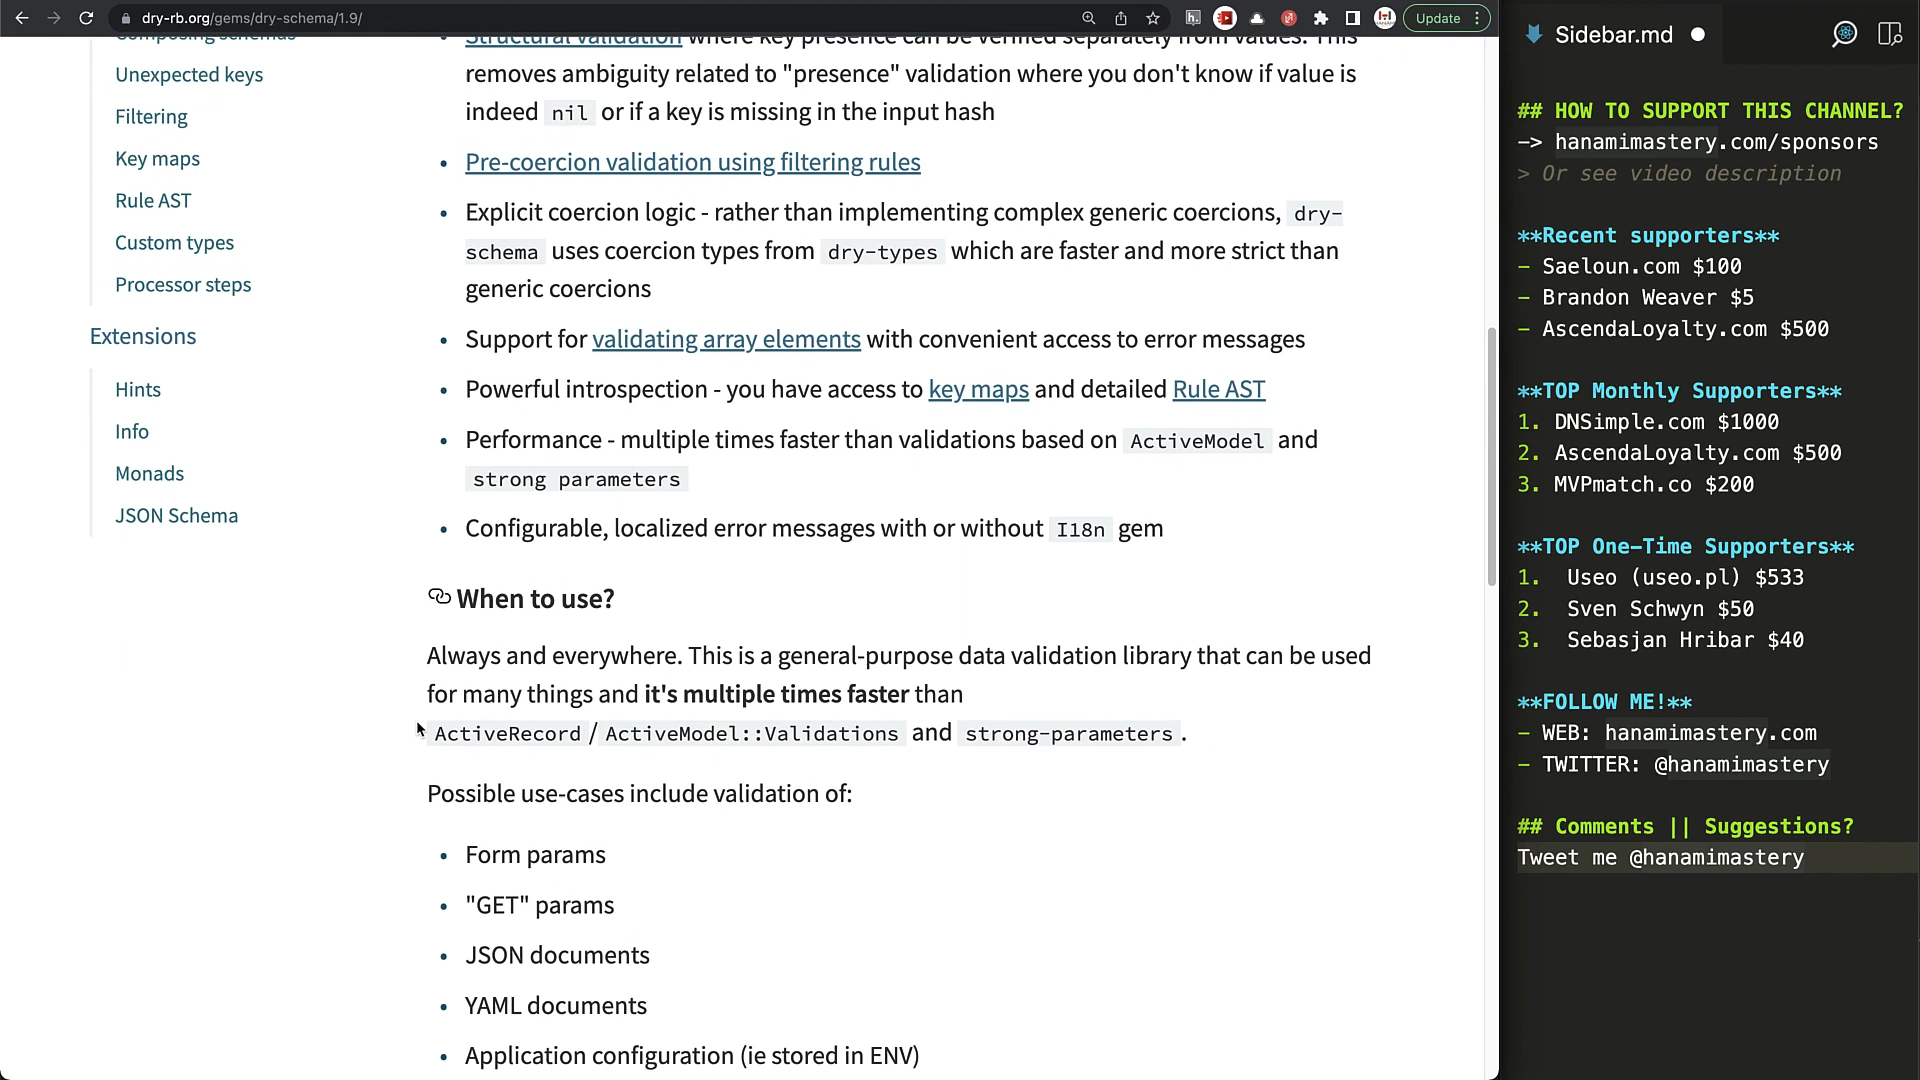 dry-rb.org/gems/dry-schema/1.9/
Update
Composing schemas
Unexpected keys
Filtering
Key maps
Rule AST
Custom types
Processor steps
Extensions
Hints
Info
Monads
JSON Schema
Structural validation where key presence can be verified separately from values. This
removes ambiguity related to "presence" validation where you don't know if value is
indeed nil or if a key is missing in the input hash
• Pre-coercion validation using filtering rules
• Explicit coercion logic - rather than implementing complex generic coercions, dry-
schema uses coercion types from dry-types which are faster and more strict than
generic coercions
• Support for validating array elements with convenient access to error messages
• Powerful introspection - you have access to key maps and detailed Rule AST
• Performance - multiple times faster than validations based on ActiveModel and
strong parameters
• Configurable, localized error messages with or without I18n gem
When to use?
Always and everywhere. This is a general-purpose data validation library that can be used
for many things and it's multiple times faster than
ActiveRecord / ActiveModel::Validations and strong-parameters .
Possible use-cases include validation of:
• Form params
• "GET" params
• JSON documents
• YAML documents
• Application configuration (ie stored in ENV)
Sidebar.md
## HOW TO SUPPORT THIS CHANNEL?
-> hanamimastery.com/sponsors
> Or see video description
**Recent supporters**
- Saeloun.com $100
- Brandon Weaver $5
- AscendaLoyalty.com $500
**TOP Monthly Supporters**
1. DNSimple.com $1000
2. AscendaLoyalty.com $500
3. MVPmatch.co $200
**TOP One-Time Supporters**
1. Useo (useo.pl) $533
2. Sven Schwyn $50
3. Sebasjan Hribar $40
**FOLLOW ME!**
- WEB: hanamimastery.com
- TWITTER: @hanamimastery
## Comments || Suggestions?
Tweet me @hanamimastery